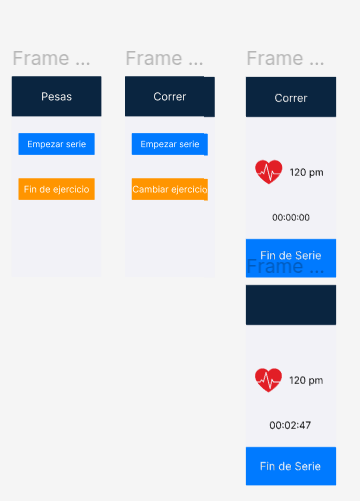 Frame ...
Pesas
Empezar serie
Fin de ejercicio
Frame ...
Correr
Empezar serie
Cambiar ejercicio
Frame ...
Correr
120 pm
00:00:00
Fin de Serie
Frame ...
120 pm
00:02:47
Fin de Serie